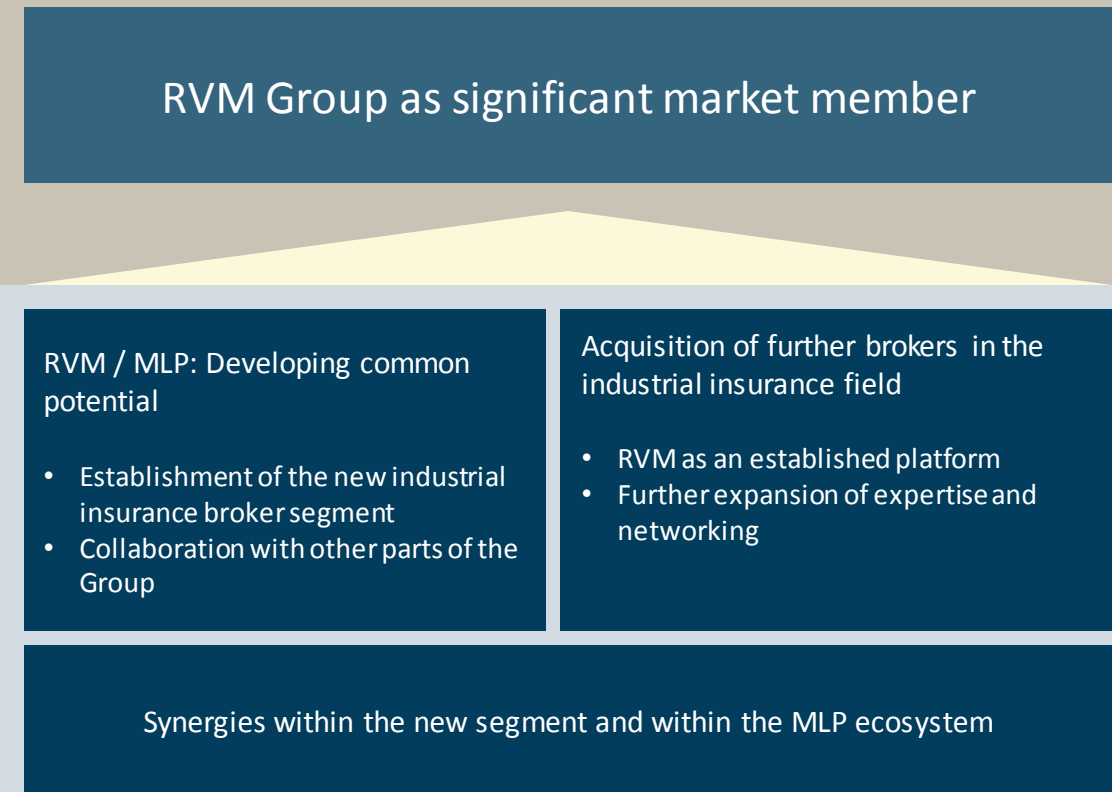 RVM Group as significant market member
RVM / MLP: Developing common
potential
• Establishment of the new industrial
insurance broker segment
• Collaboration with other parts of the
Group
Acquisition of further brokers in the
industrial insurance field
• RVM as an established platform
• Further expansion of expertise and
networking
Synergies within the new segment and within the MLP ecosystem